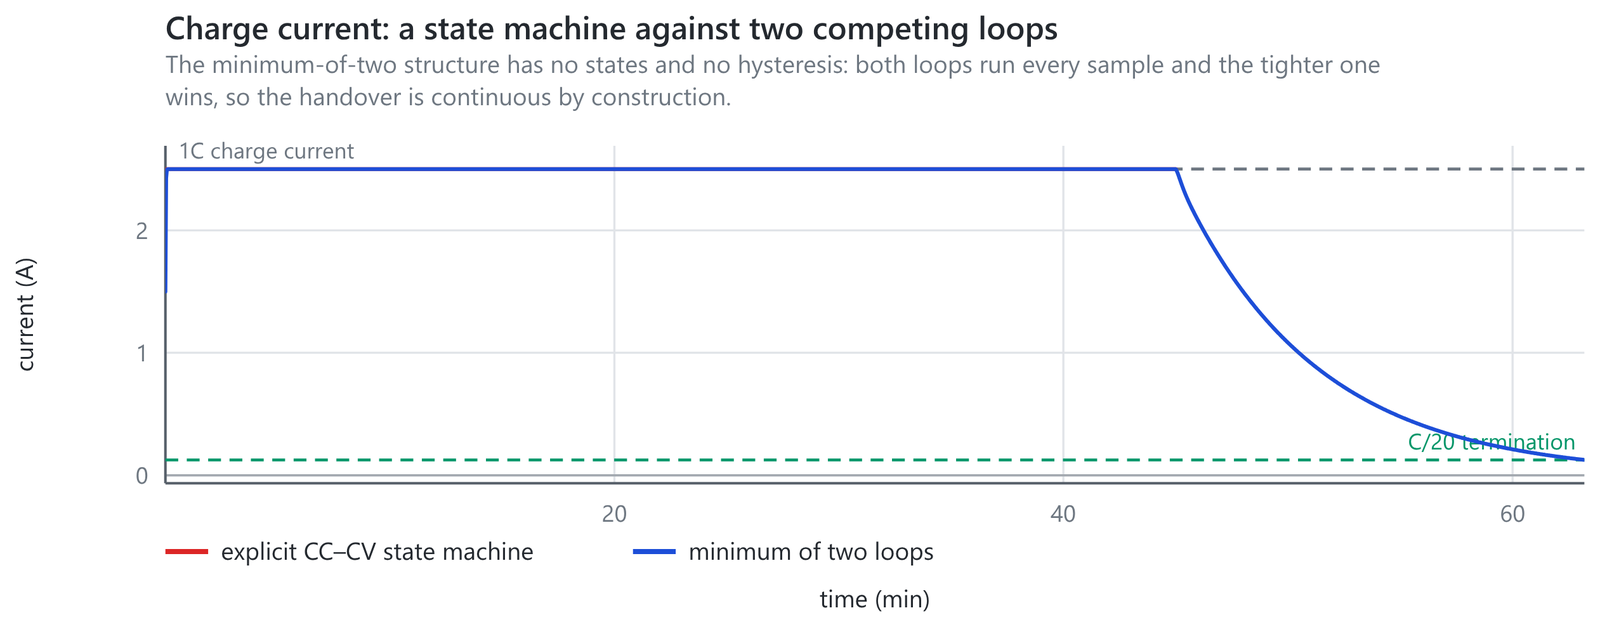 Charge current: a state machine against two competing loops
The minimum-of-two structure has no states and no hysteresis: both loops run every sample and the tighter one
wins, so the handover is continuous by construction.
1C charge current
2
1
0
current (A)
C/20 termination
20
40
60
explicit CC–CV state machine
minimum of two loops
time (min)